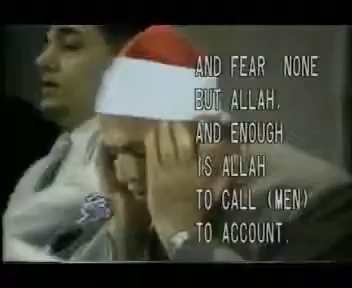 AND FEAR NONE
BUT ALLAH.
AND ENOUGH
IS ALLAH
TO CALL (MEN)
TO ACCOUNT.